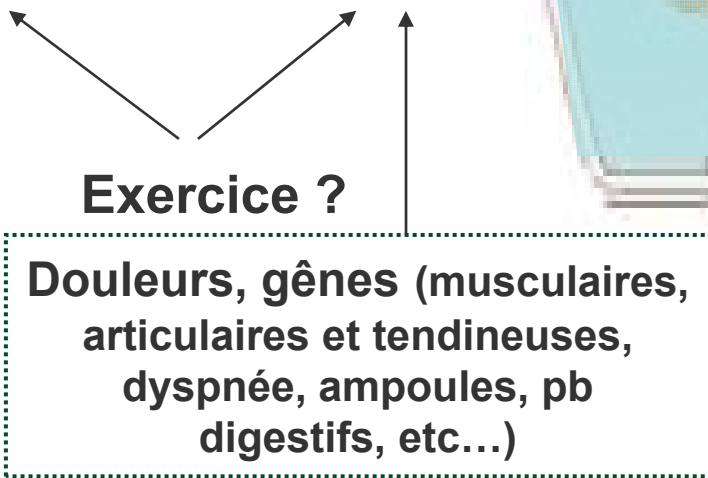 Exercice ?
Douleurs, gênes (musculaires,
articulaires et tendineuses,
dyspnée, ampoules, pb
digestifs, etc…)